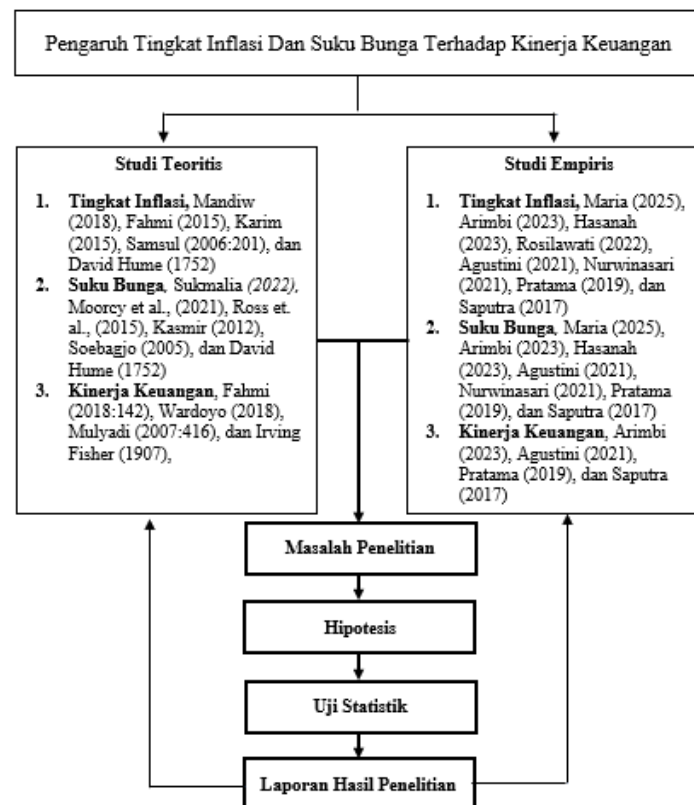 Pengaruh Tingkat Inflasi Dan Suku Bunga Terhadap Kinerja Keuangan
Studi Teoritis
1. Tingkat Inflasi, Mandiw
(2018), Fahmi (2015), Karim
(2015), Samsul (2006:201), dan
David Hume (1752)
2. Suku Bunga, Sukmalia (2022),
Moorcy et al., (2021), Ross et.
al., (2015), Kasmir (2012),
Soebagjo (2005), dan David
Hume (1752)
3. Kinerja Keuangan, Fahmi
(2018:142), Wardoyo (2018),
Mulyadi (2007:416), dan Irving
Fisher (1907),
Studi Empiris
1. Tingkat Inflasi, Maria (2025),
Arimbi (2023), Hasanah
(2023), Rosilawati (2022),
Agustini (2021), Nurwinasari
(2021), Pratama (2019), dan
Saputra (2017)
2. Suku Bunga, Maria (2025),
Arimbi (2023), Hasanah
(2023), Agustini (2021),
Nurwinasari (2021), Pratama
(2019), dan Saputra (2017)
3. Kinerja Keuangan, Arimbi
(2023), Agustini (2021),
Pratama (2019), dan Saputra
(2017)
Masalah Penelitian
Hipotesis
Uji Statistik
Laporan Hasil Penelitian